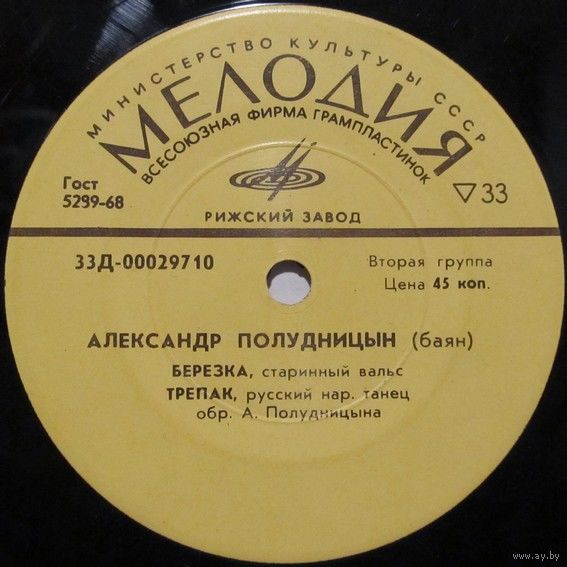 МИНИСТЕРСТВО КУЛЬТУРЫ СССР
МЕЛОДИЯ
ВСЕСОЮЗНАЯ ФИРМА ГРАМПЛАСТИНОК
Гост
5289-68
▽33
РИЖСКИЙ ЗАВОД
33Д-00029710
Вторая группа
Цена 45 коп.
АЛЕКСАНДР ПОЛУДНИЦЫН (баян)
БЕРЕЗКА, старинный вальс
ТРЕПАК, русский нар. танец
обр. А. Полудницына
www.ay.by